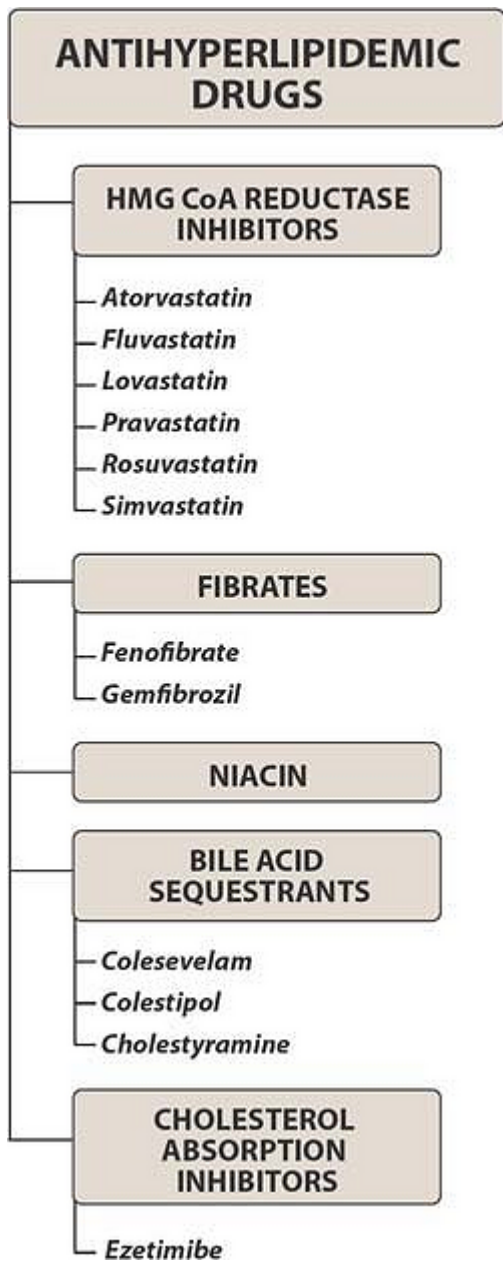 ANTIHYPERLIPIDEMIC
DRUGS
HMG CoA REDUCTASE
INHIBITORS
Atorvastatin
Fluvastatin
Lovastatin
Pravastatin
Rosuvastatin
Simvastatin
FIBRATES
Fenofibrate
Gemfibrozil
NIACIN
BILE ACID
SEQUESTRANTS
Colesevelam
Colestipol
Cholestyramine
CHOLESTEROL
ABSORPTION
INHIBITORS
Ezetimibe